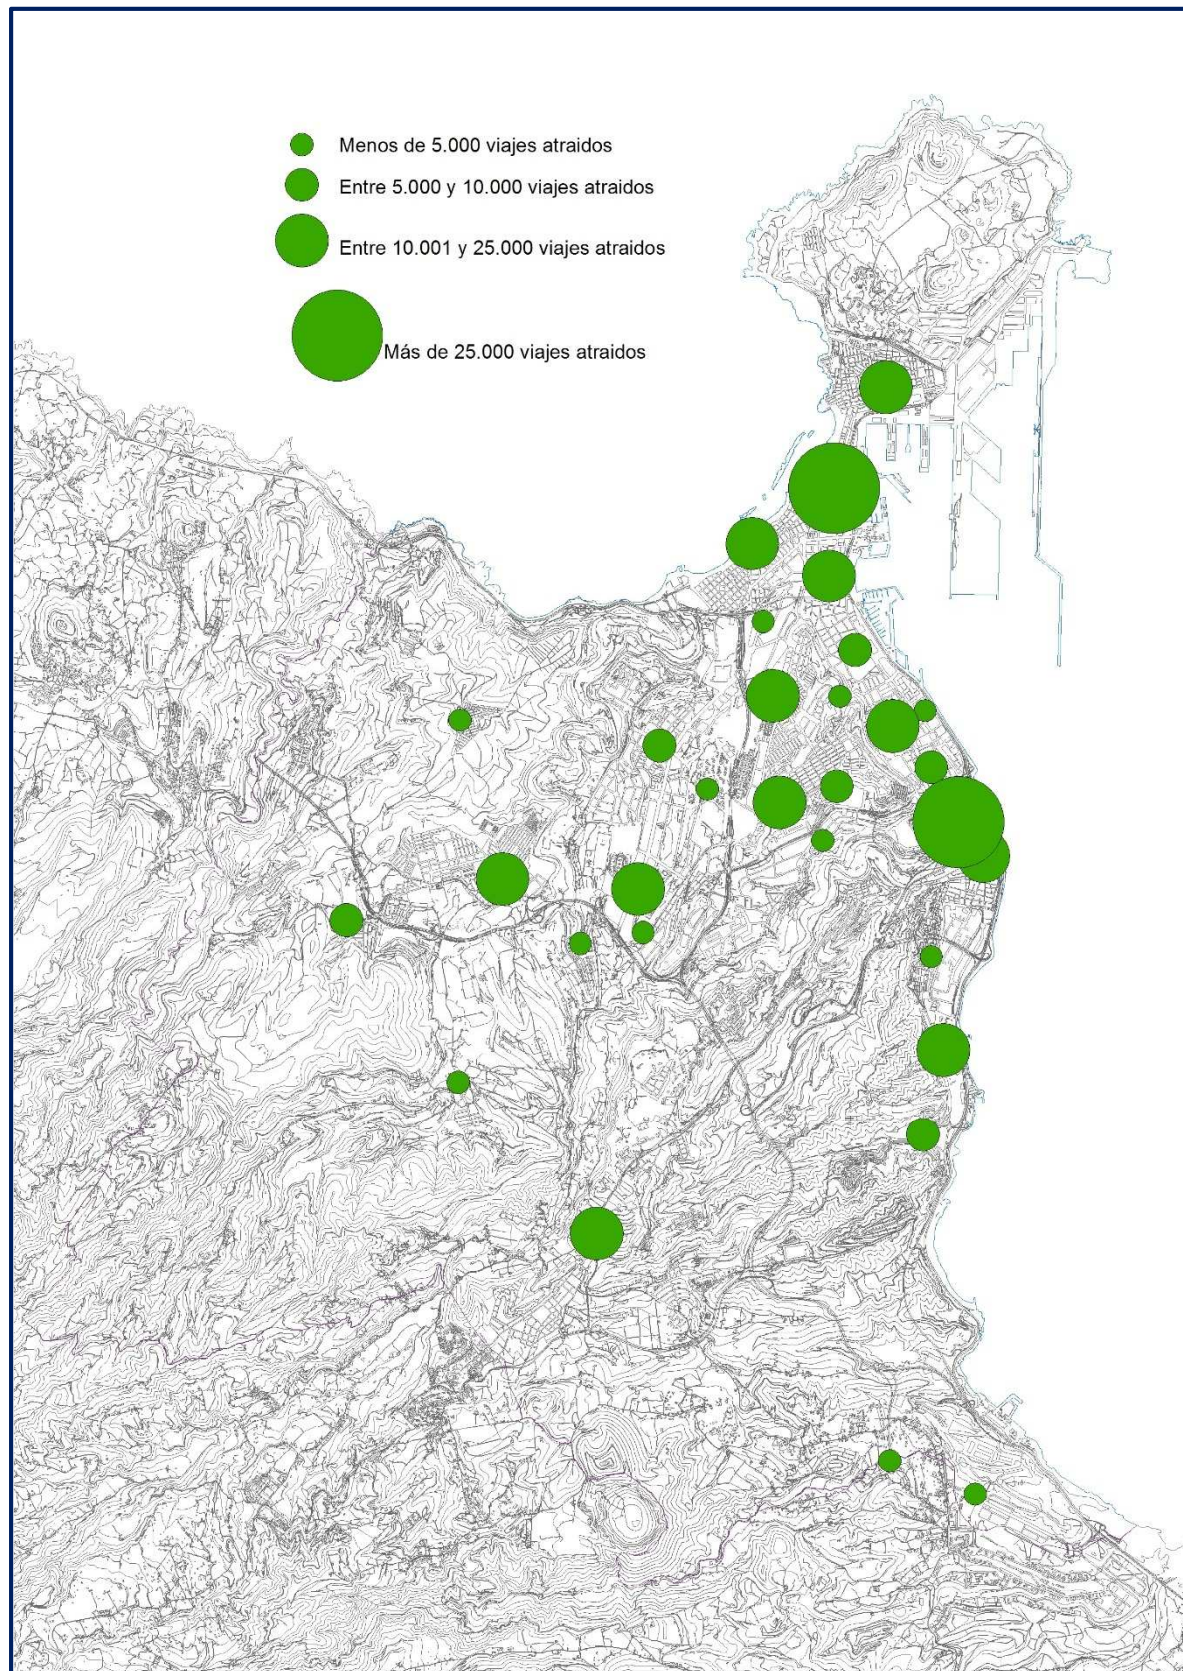 Menos de 5.000 viajes atraidos
Entre 5.000 y 10.000 viajes atraidos
Entre 10.001 y 25.000 viajes atraidos
Más de 25.000 viajes atraidos